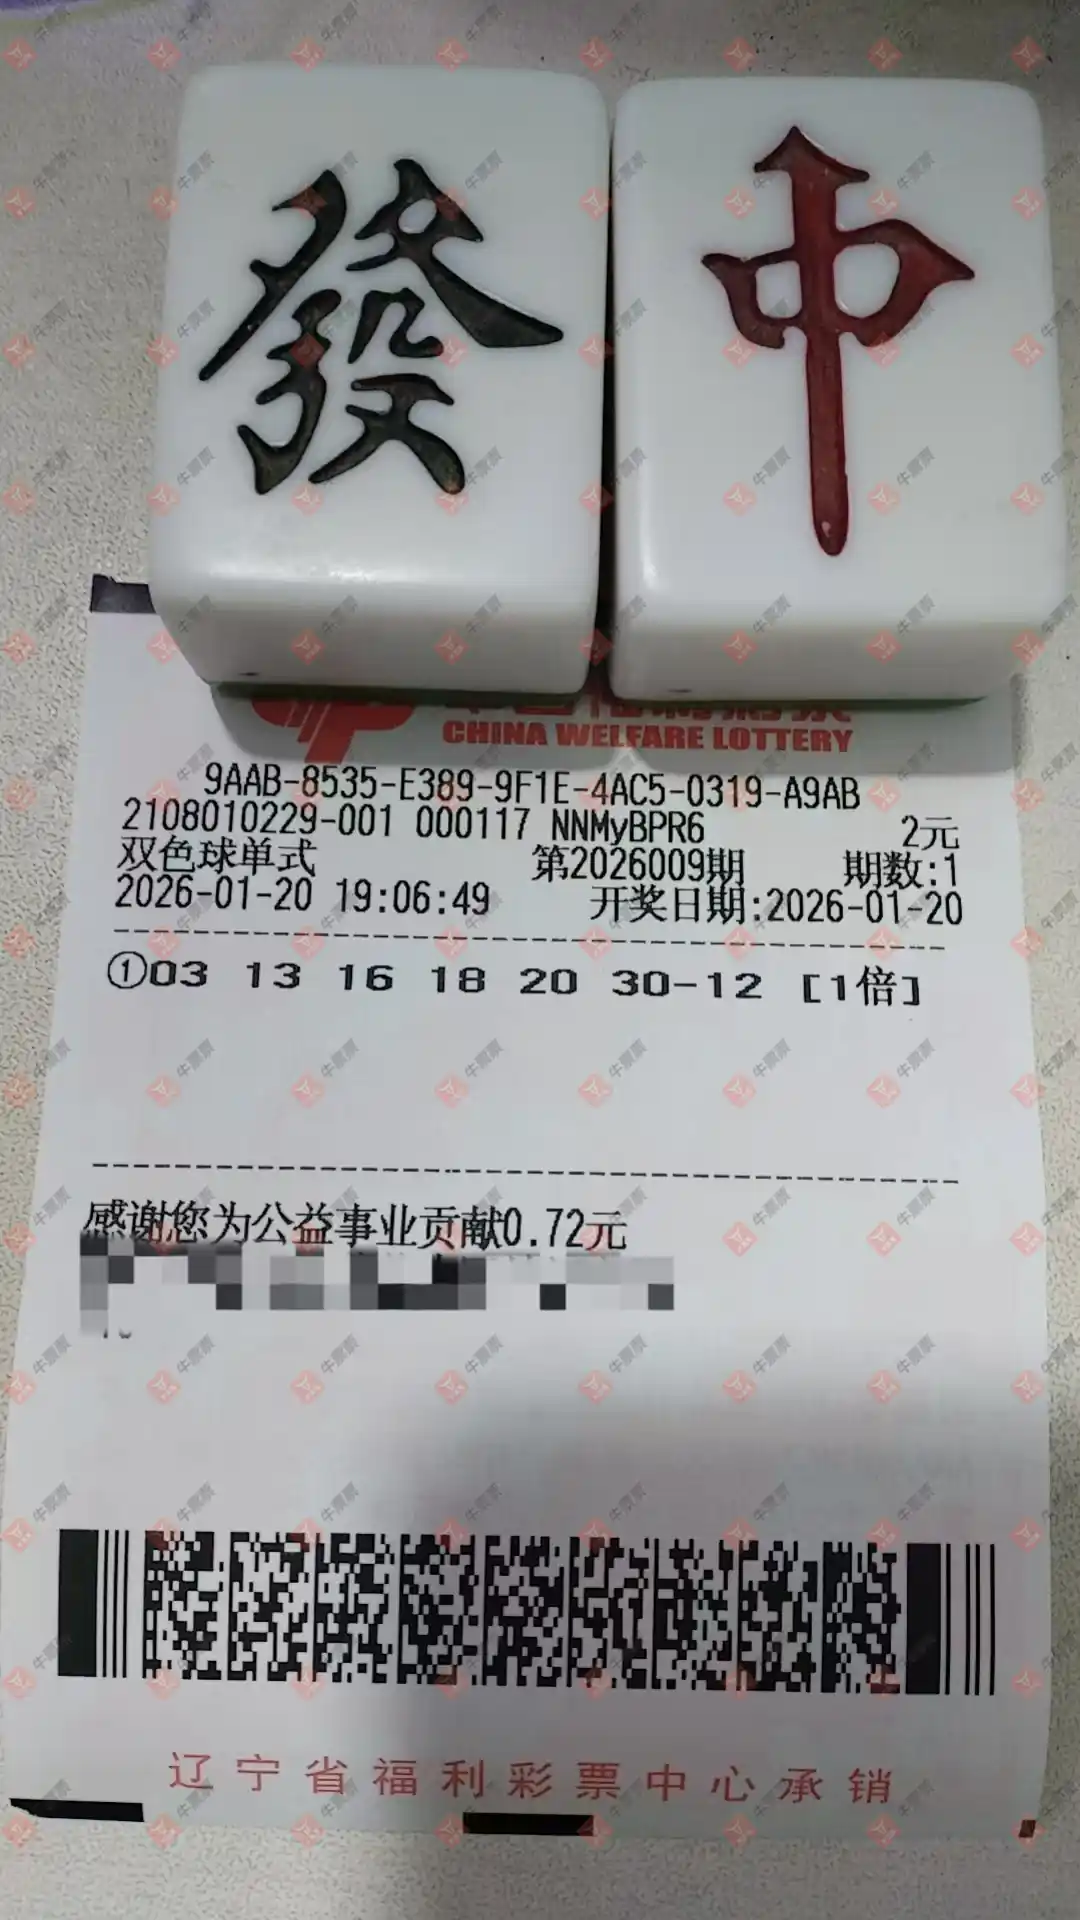 發 中
CHINA WELFARE LOTTERY
9AAB-8535-E389-9F1E-4AC5-0319-A9AB
2108010229-001 000117 NNMyBPR6 2元
双色球单式 第2026009期 期数:1
2026-01-20 19:06:49 开奖日期:2026-01-20
①03 13 16 18 20 30-12 [1倍]
感谢您为公益事业贡献0.72元
辽宁省福利彩票中心承销
牛票票